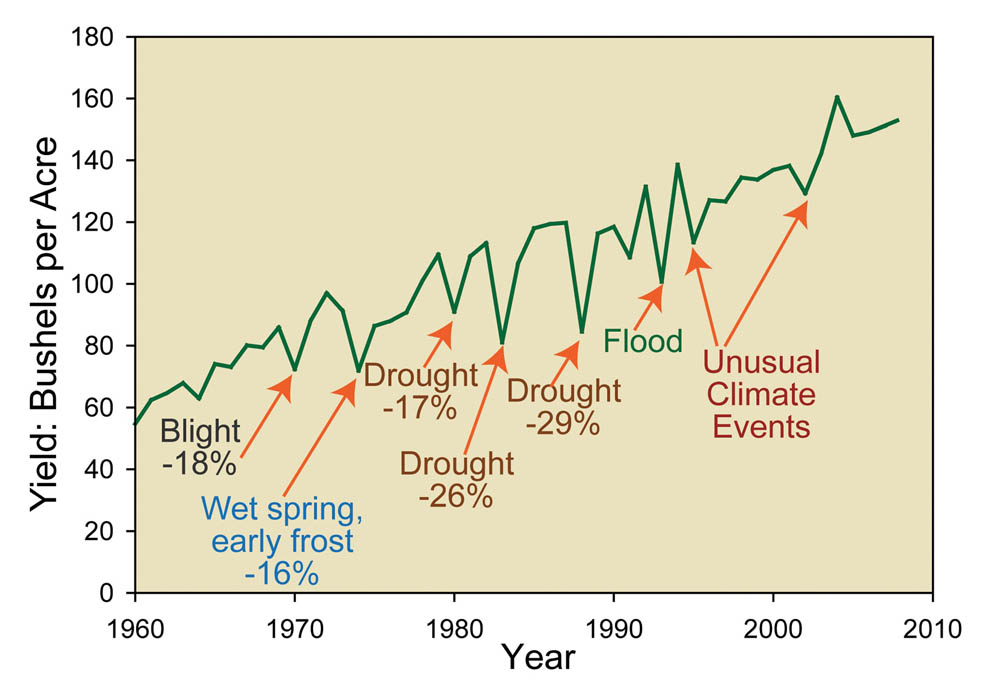 Yield: Bushels per Acre
180
160
140
120
100
80
60
40
20
0
Blight
-18%
Wet spring,
early frost
-16%
Drought
-17%
Drought
-26%
Drought
-29%
Flood
Unusual
Climate
Events
1960
1970
1980
1990
2000
2010
Year